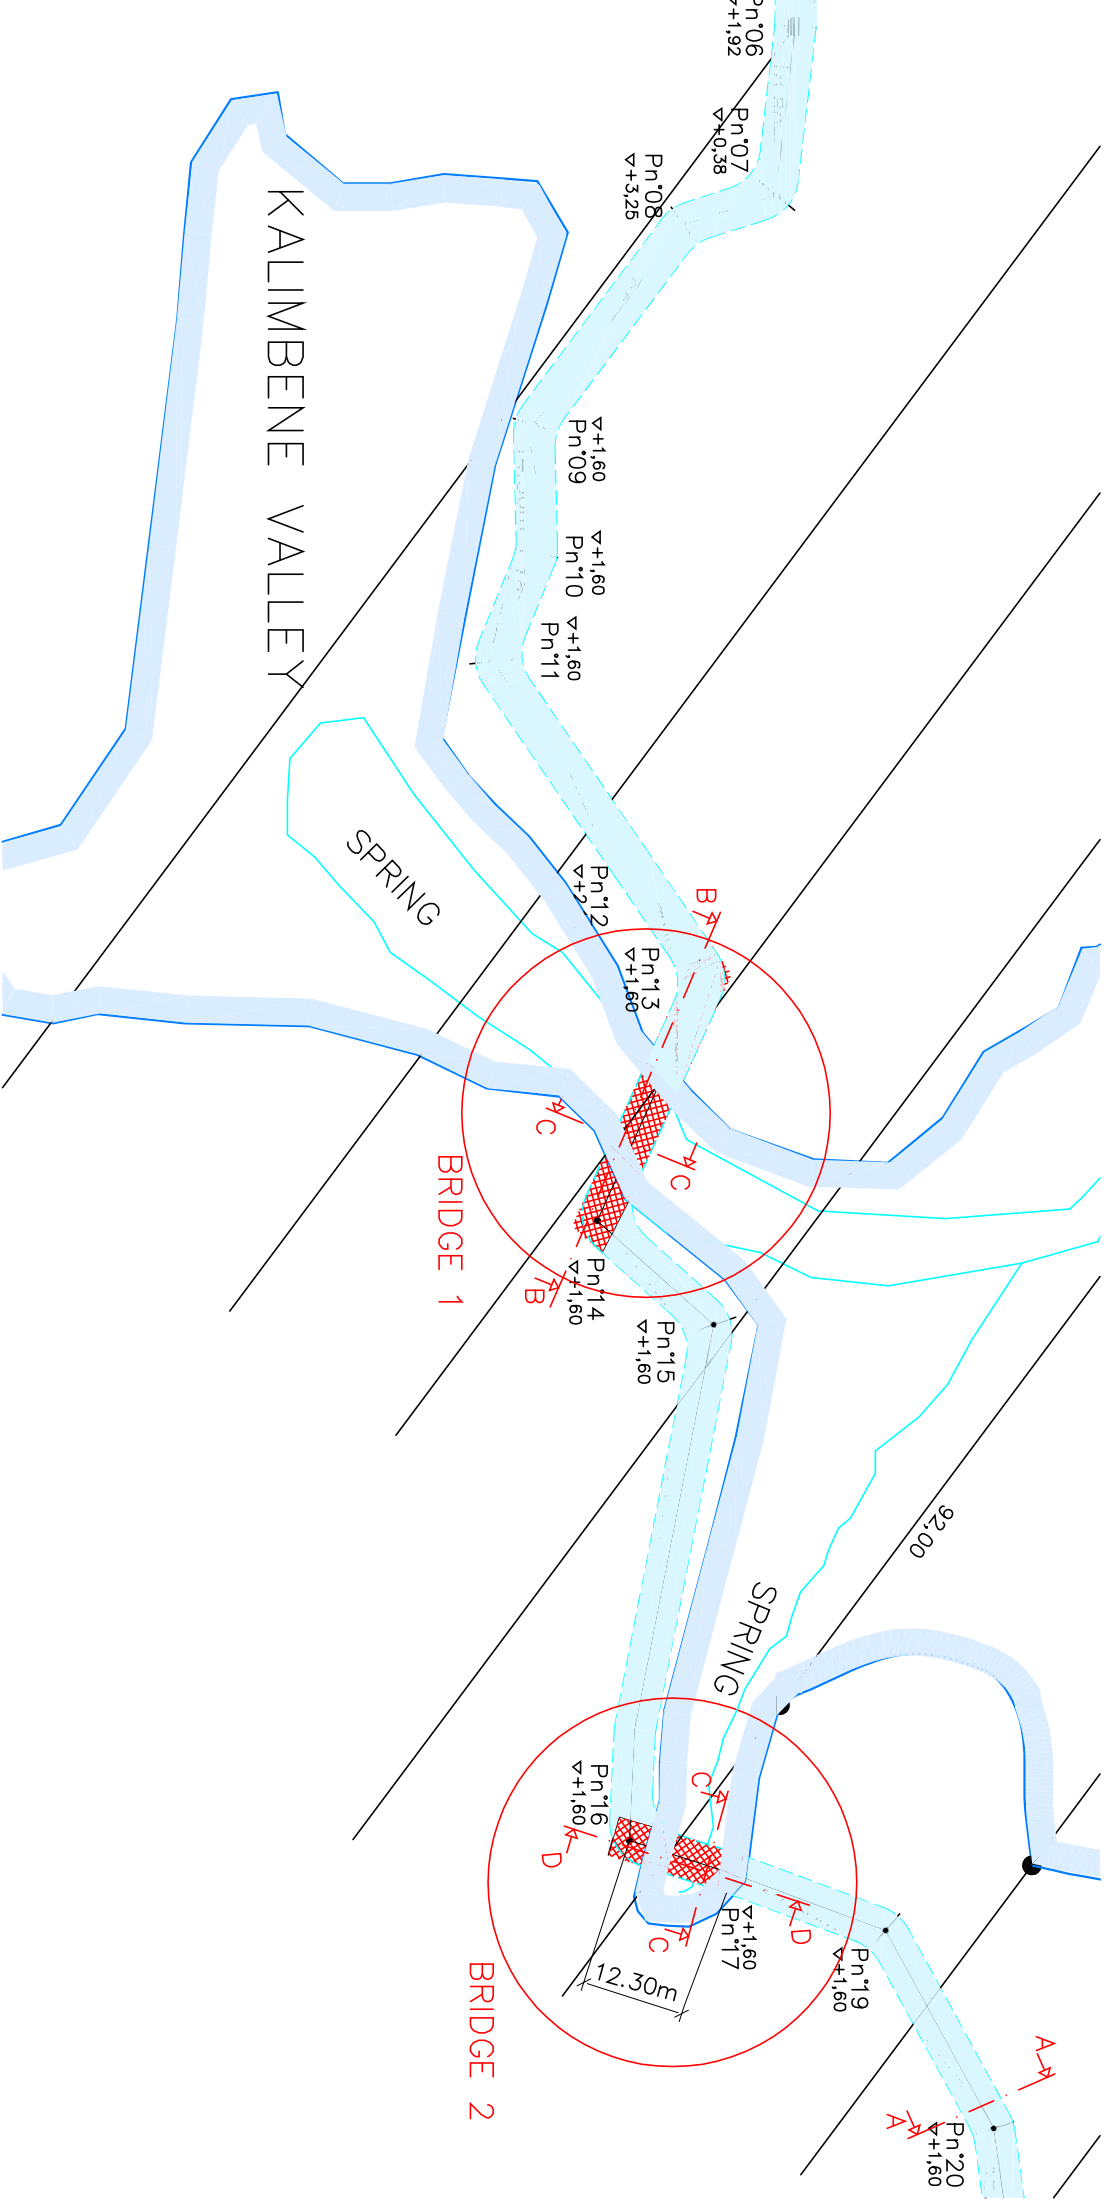 Pn°06
▽+1,92
Pn°07
▽+0,38
Pn°08
▽+3,25
KALIMBENE VALLEY
▽+1,60
Pn°09
▽+1,60
Pn°10
▽+1,60
Pn°11
SPRING
Pn°12
▽+2
B
Pn°13
▽+1,60
C
C
BRIDGE 1
Pn°14
▽+1,60
B
Pn°15
▽+1,60
92,00
SPRING
Pn°16
▽+1,60
C
D
▽+1,60
Pn°17
D
C
12.30m
Pn°19
▽+1,60
BRIDGE 2
A
A
Pn°20
▽+1,60